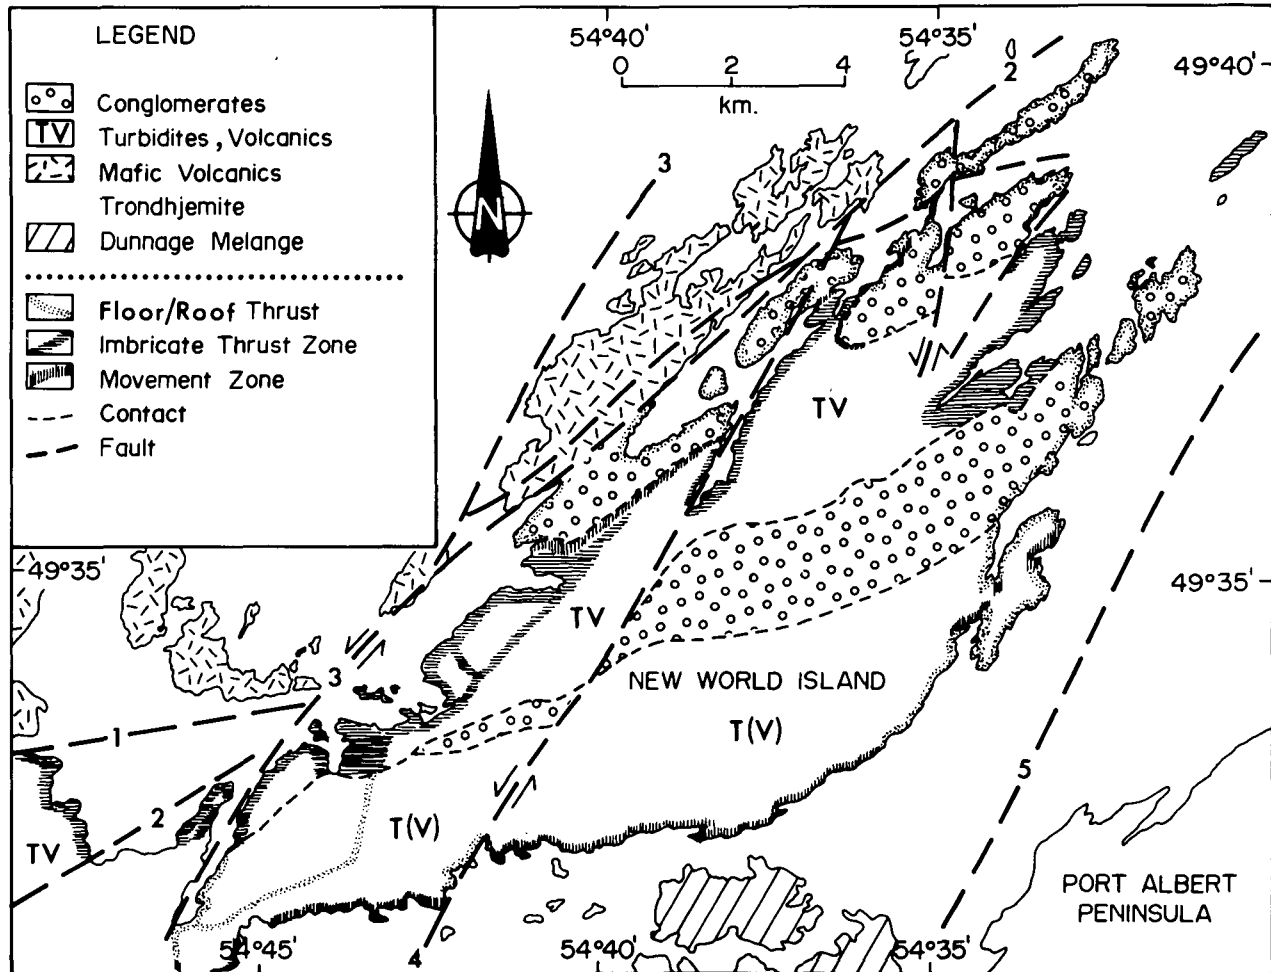 LEGEND
Conglomerates
TV Turbidites, Volcanics
Mafic Volcanics
Trondhjemite
Dunnage Melange
Floor/Roof Thrust
Imbricate Thrust Zone
Movement Zone
Contact
Fault
54°40' 54°35'
0 2 4
km.
49°40'
2
3
N
TV
49°35' 49°35'
TV
NEW WORLD ISLAND
3
T(V)
1
5
2
T(V)
TV
PORT ALBERT
PENINSULA
54°45' 54°40' 54°35'
4